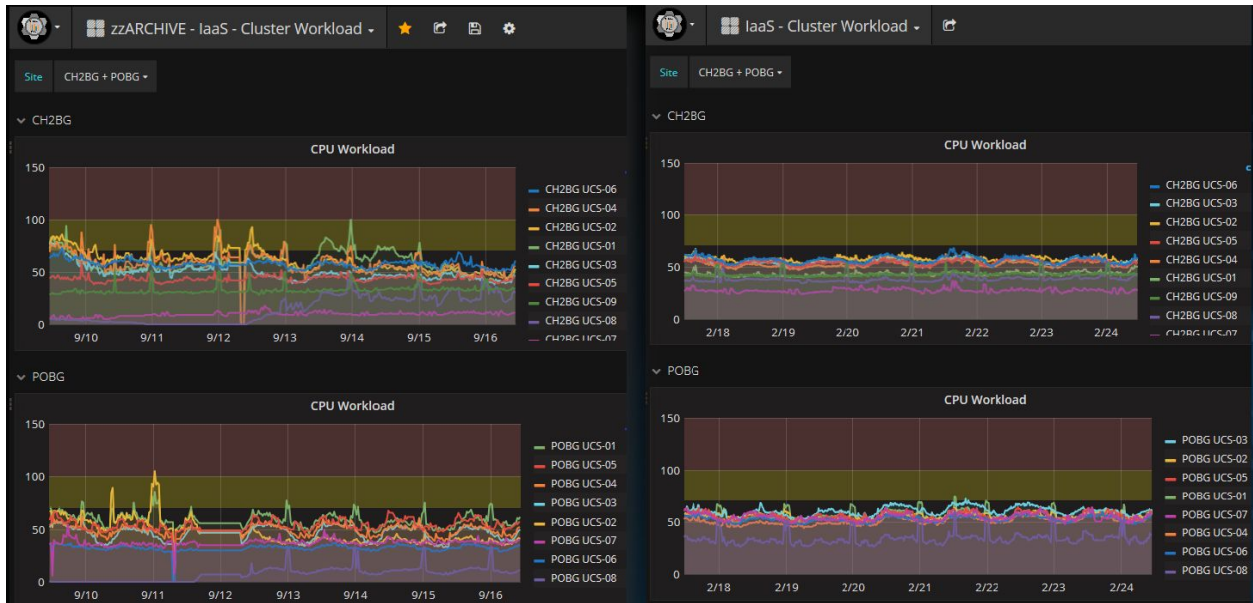 zzARCHIVE - IaaS - Cluster Workload
Site CH2BG + POBG
CH2BG
CPU Workload
150
100
50
0
9/10 9/11 9/12 9/13 9/14 9/15 9/16
CH2BG UCS-06
CH2BG UCS-04
CH2BG UCS-02
CH2BG UCS-01
CH2BG UCS-03
CH2BG UCS-05
CH2BG UCS-09
CH2BG UCS-08
CH2BG UCS-07
POBG
CPU Workload
150
100
50
0
9/10 9/11 9/12 9/13 9/14 9/15 9/16
POBG UCS-01
POBG UCS-05
POBG UCS-04
POBG UCS-03
POBG UCS-02
POBG UCS-07
POBG UCS-06
POBG UCS-08
IaaS - Cluster Workload
Site CH2BG + POBG
CH2BG
CPU Workload
150
100
50
0
2/18 2/19 2/20 2/21 2/22 2/23 2/24
CH2BG UCS-06
CH2BG UCS-03
CH2BG UCS-02
CH2BG UCS-05
CH2BG UCS-04
CH2BG UCS-01
CH2BG UCS-09
CH2BG UCS-08
CH2BG UCS-07
POBG
CPU Workload
150
100
50
0
2/18 2/19 2/20 2/21 2/22 2/23 2/24
POBG UCS-03
POBG UCS-02
POBG UCS-05
POBG UCS-01
POBG UCS-07
POBG UCS-04
POBG UCS-06
POBG UCS-08